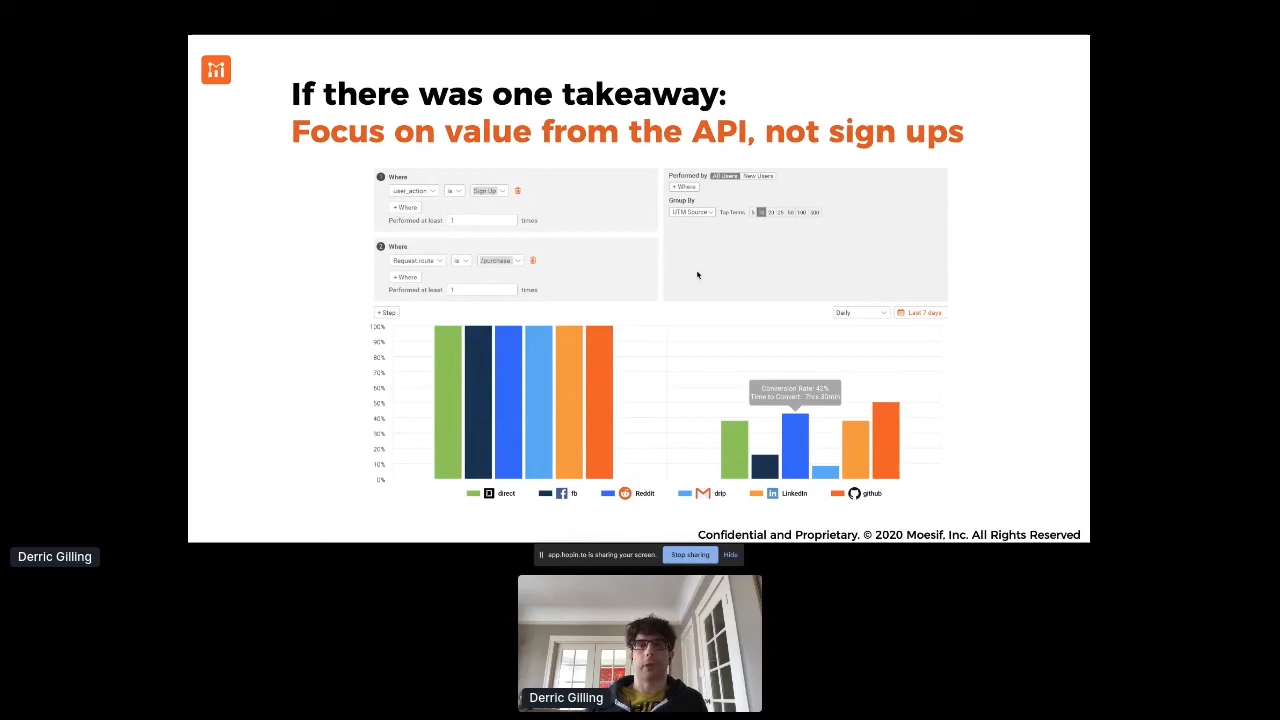 If there was one takeaway:
Focus on value from the API, not sign ups
1 Where
user_action is Sign Up
+ Where
Performed at least 1 times
2 Where
Request.route is /purchase
+ Where
Performed at least 1 times
Performed by All Users New Users
+ Where
Group By
UTM Source Top Terms 5 10 20 25 50 100 500
+ Step
Daily Last 7 days
100%
90%
80%
70%
60%
50%
40%
30%
20%
10%
0%
Conversion Rate: 42%
Time to Convert: 7hrs 30min
direct fb Reddit drip LinkedIn github
Confidential and Proprietary. © 2020 Moesif, Inc. All Rights Reserved
Derric Gilling
app.hopin.to is sharing your screen. Stop sharing Hide
Derric Gilling